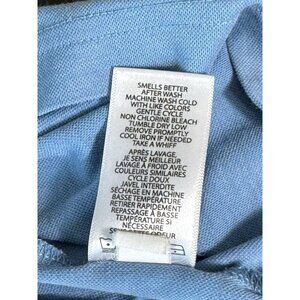 SMELLS BETTER
AFTER WASH
MACHINE WASH COLD
WITH LIKE COLORS
GENTLE CYCLE
NON CHLORINE BLEACH
TUMBLE DRY LOW
REMOVE PROMPTLY
COOL IRON IF NEEDED
TAKE A WHIFF
APRÈS LAVAGE,
JE SENS MEILLEUR
LAVAGE À FROID AVEC
COULEURS SIMILAIRES
CYCLE DOUX
JAVEL INTERDITE
SÉCHAGE EN MACHINE
BASSE TEMPÉRATURE
RETIRER RAPIDEMENT
REPASSAGE À BASSE
TEMPÉRATURE SI
NÉCESSAIRE
ODEUR